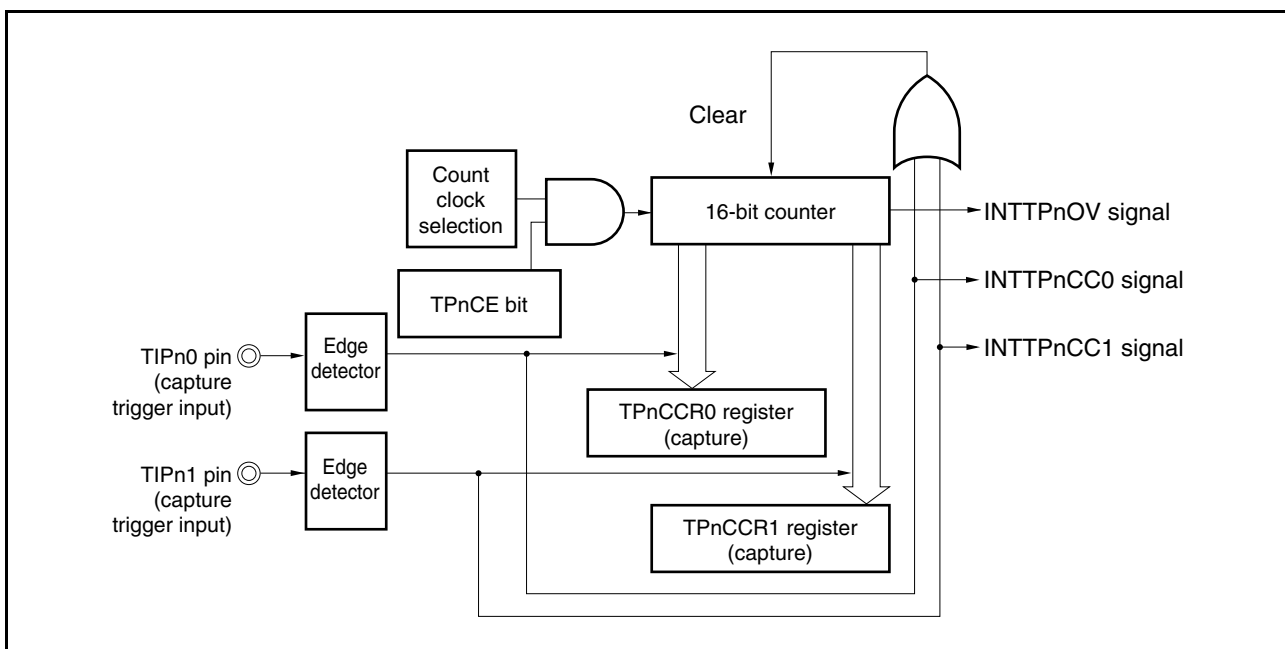 Clear
Count
clock
selection
16-bit counter
INTTPnOV signal
INTTPnCC0 signal
TPnCE bit
INTTPnCC1 signal
TIPn0 pin
(capture
trigger input)
Edge
detector
TPnCCR0 register
(capture)
TIPn1 pin
(capture
trigger input)
Edge
detector
TPnCCR1 register
(capture)